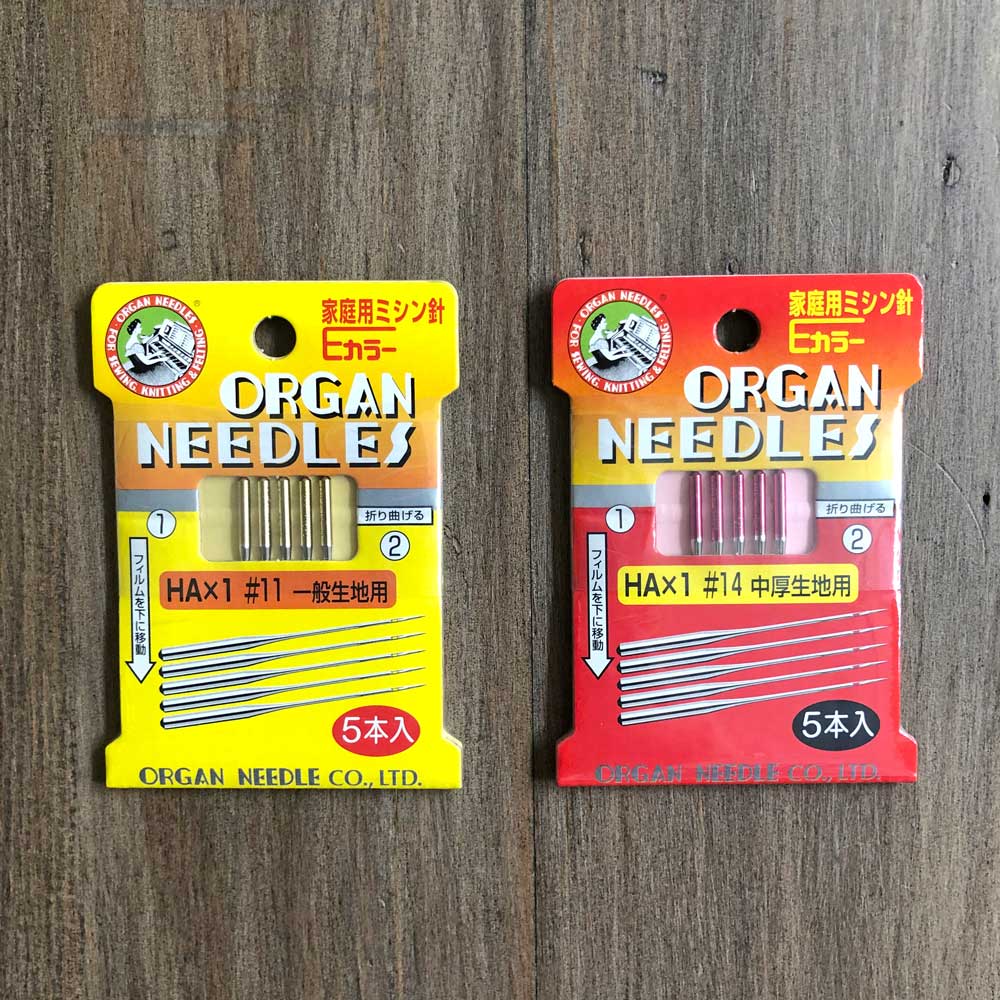 ORGAN NEEDLES
FOR SEWING, KNITTING & FELTING
®
家庭用ミシン針
Eカラー
ORGAN
NEEDLES
1
折り曲げる
2
フィルムを下に移動
HA×1 #11 一般生地用
5本入
ORGAN NEEDLE CO., LTD.
ORGAN NEEDLES
FOR SEWING, KNITTING & FELTING
家庭用ミシン針
Eカラー
ORGAN
NEEDLES
1
折り曲げる
2
フィルムを下に移動
HA×1 #14 中厚生地用
5本入
ORGAN NEEDLE CO., LTD.